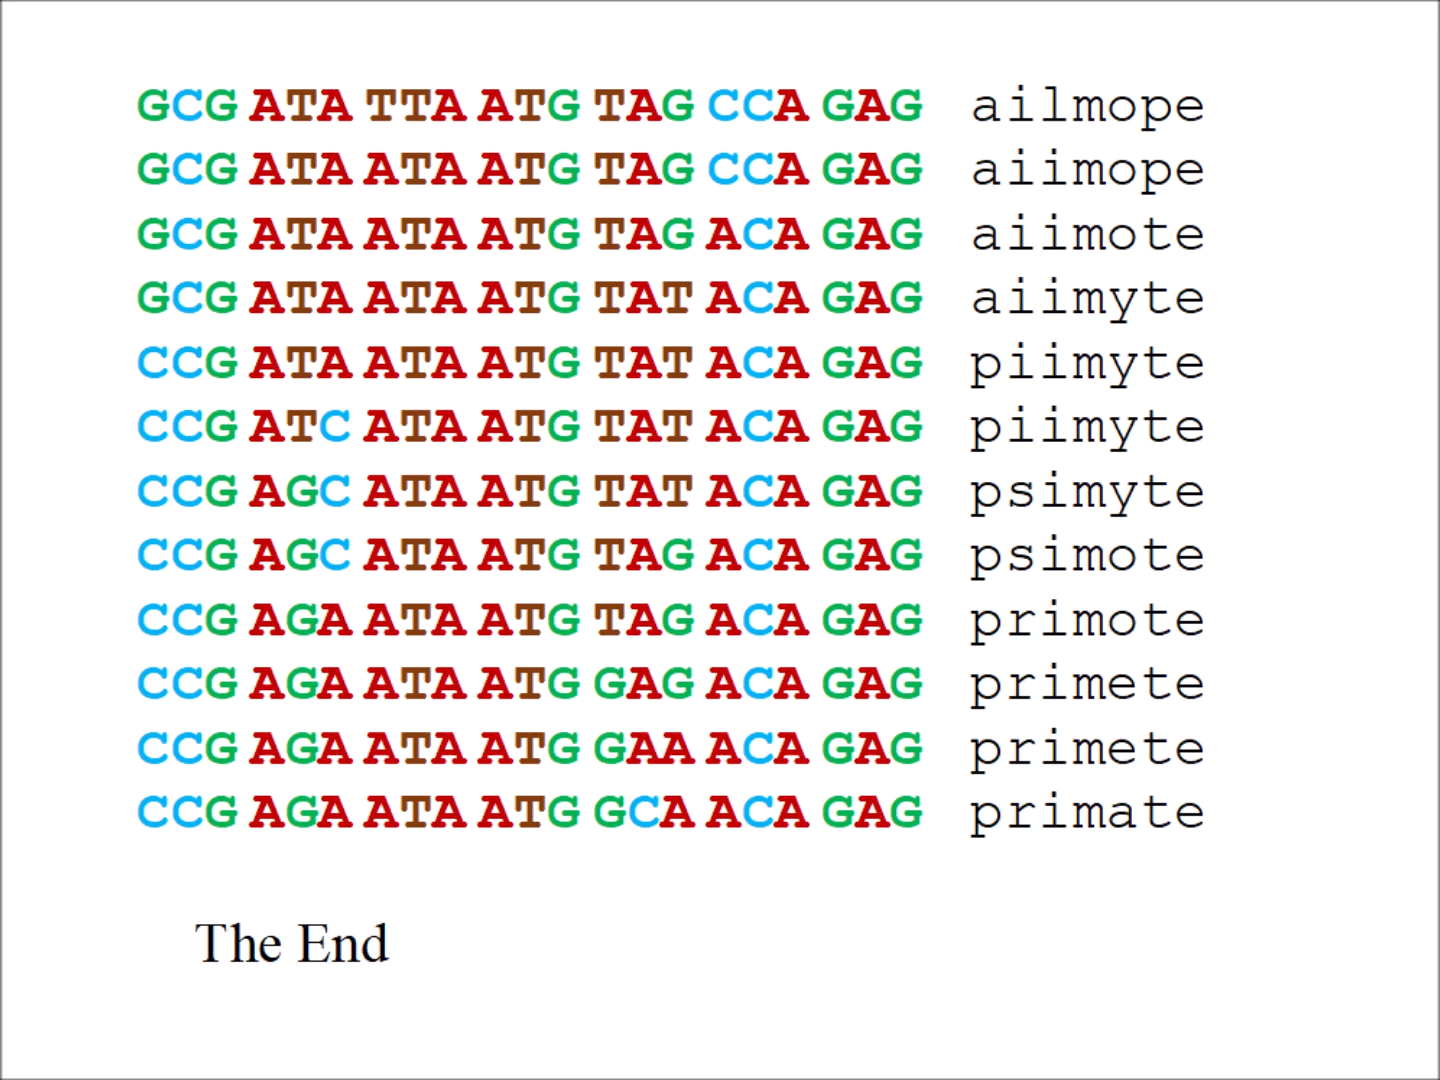 GCG ATA TTA ATG TAG CCA GAG ailmope
GCG ATA ATA ATG TAG CCA GAG aiimope
GCG ATA ATA ATG TAG ACA GAG aiimote
GCG ATA ATA ATG TAT ACA GAG aiimyte
CCG ATA ATA ATG TAT ACA GAG piimyte
CCG ATC ATA ATG TAT ACA GAG piimyte
CCG AGC ATA ATG TAT ACA GAG psimyte
CCG AGC ATA ATG TAG ACA GAG psimote
CCG AGA ATA ATG TAG ACA GAG primote
CCG AGA ATA ATG GAG ACA GAG primete
CCG AGA ATA ATG GAA ACA GAG primete
CCG AGA ATA ATG GCA ACA GAG primate
The End